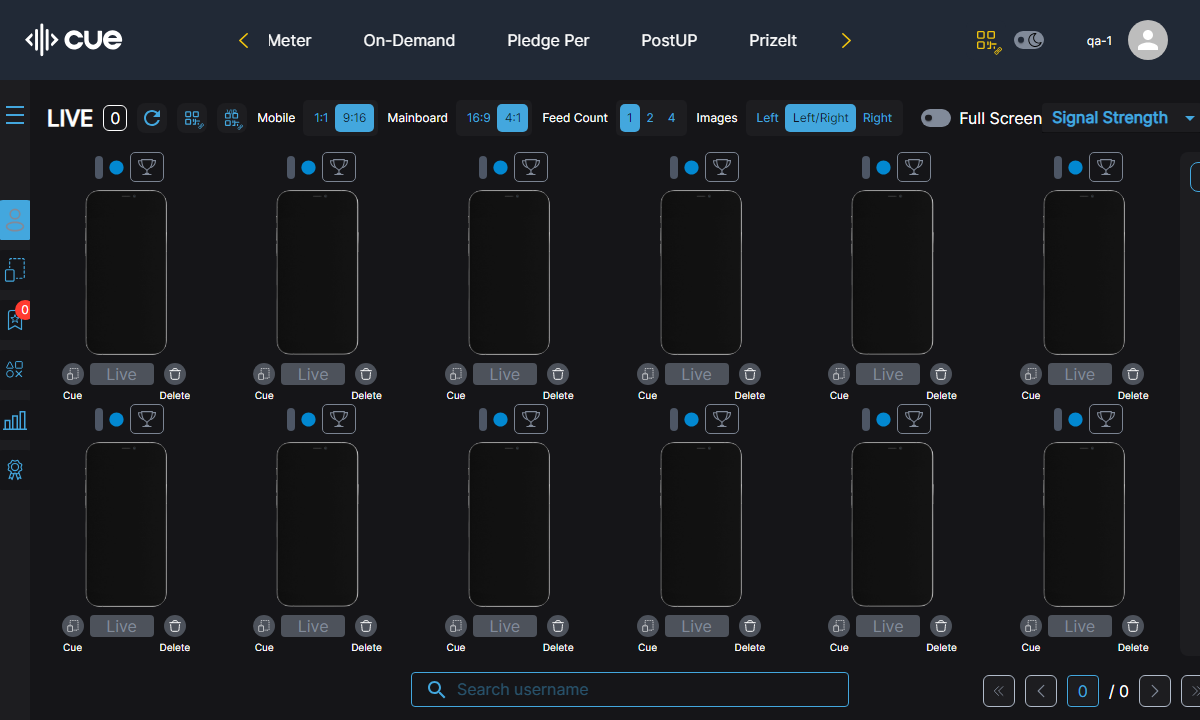 cue
Meter On-Demand Pledge Per PostUP PrizeIt
qa-1
LIVE 0 Mobile 1:1 9:16 Mainboard 16:9 4:1 Feed Count 1 2 4 Images Left Left/Right Right Full Screen Signal Strength
0
Live Live Live Live Live Live
Cue Delete Cue Delete Cue Delete Cue Delete Cue Delete Cue Delete
Live Live Live Live Live Live
Cue Delete Cue Delete Cue Delete Cue Delete Cue Delete Cue Delete
Search username
0 / 0